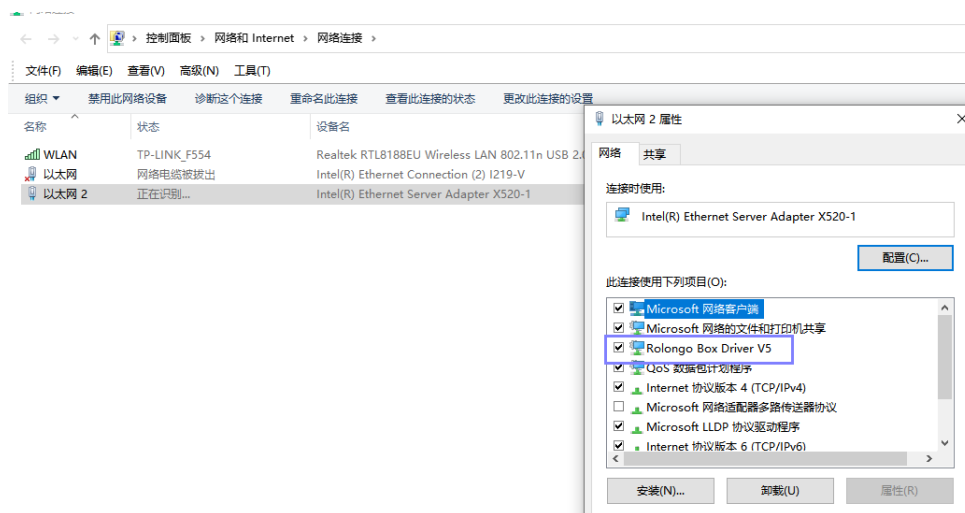 控制面板 › 网络和 Internet › 网络连接 ›
文件(F) 编辑(E) 查看(V) 高级(N) 工具(T)
组织 禁用此网络设备 诊断这个连接 重命名此连接 查看此连接的状态 更改此连接的设置
名称 状态 设备名
WLAN TP-LINK_F554 Realtek RTL8188EU Wireless LAN 802.11n USB 2.
以太网 网络电缆被拔出 Intel(R) Ethernet Connection (2) I219-V
以太网 2 正在识别... Intel(R) Ethernet Server Adapter X520-1
以太网 2 属性
网络 共享
连接时使用:
Intel(R) Ethernet Server Adapter X520-1
配置(C)...
此连接使用下列项目(O):
Microsoft 网络客户端
Microsoft 网络的文件和打印机共享
Rolongo Box Driver V5
QoS 数据包计划程序
Internet 协议版本 4 (TCP/IPv4)
Microsoft 网络适配器多路传送器协议
Microsoft LLDP 协议驱动程序
Internet 协议版本 6 (TCP/IPv6)
安装(N)... 卸载(U) 属性(R)